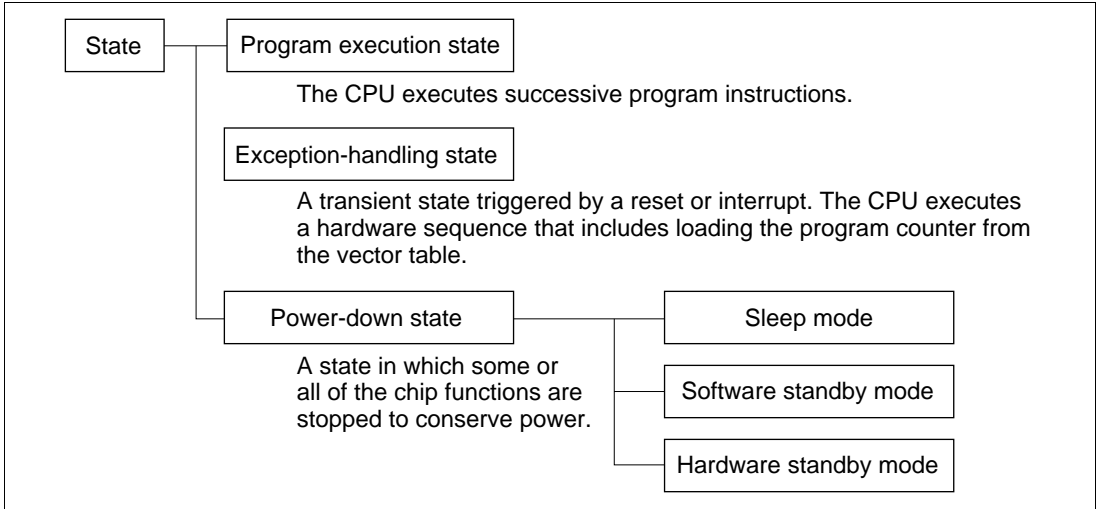 State
Program execution state
The CPU executes successive program instructions.
Exception-handling state
A transient state triggered by a reset or interrupt. The CPU executes
a hardware sequence that includes loading the program counter from
the vector table.
Power-down state
A state in which some or
all of the chip functions are
stopped to conserve power.
Sleep mode
Software standby mode
Hardware standby mode